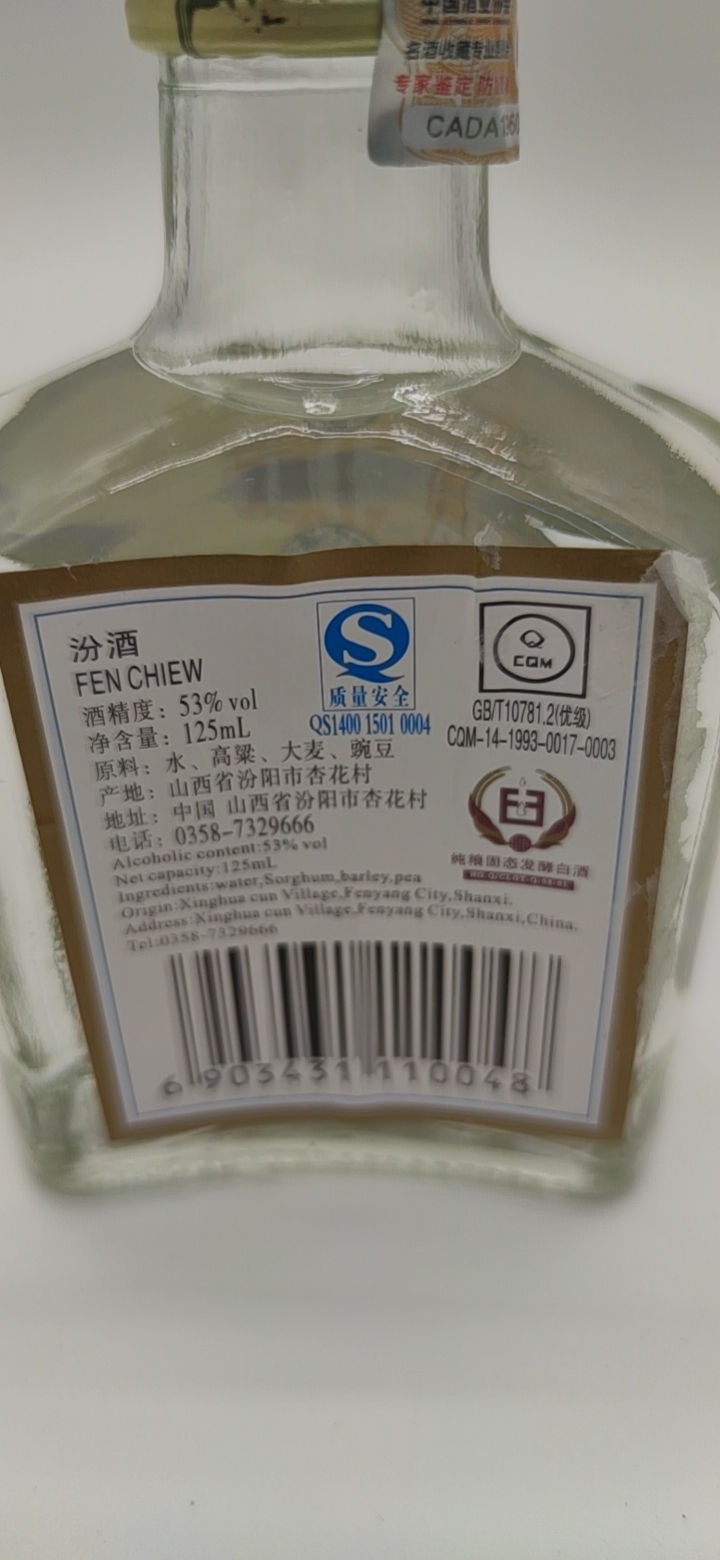 中国酒业协会
名酒收藏专业
专家鉴定 防
CADA
汾酒
FEN CHIEW
酒精度：53% vol
净含量：125mL
原料：水、高粱、大麦、豌豆
产地：山西省汾阳市杏花村
地址：中国 山西省汾阳市杏花村
电话：0358-7329666
Alcoholic content:53% vol
Net capacity:125mL
Ingredients:water,Sorghum,barley,pea
Origin:Xinghua cun Village,Fenyang City,Shanxi.
Address:Xinghua cun Village,Fenyang City,Shanxi,China.
Tel:0358-7329666
质量安全
QS1400 1501 0004
Q
CQM
GB/T10781.2(优级)
CQM-14-1993-0017-0003
纯粮固态发酵白酒
6 903431 110048